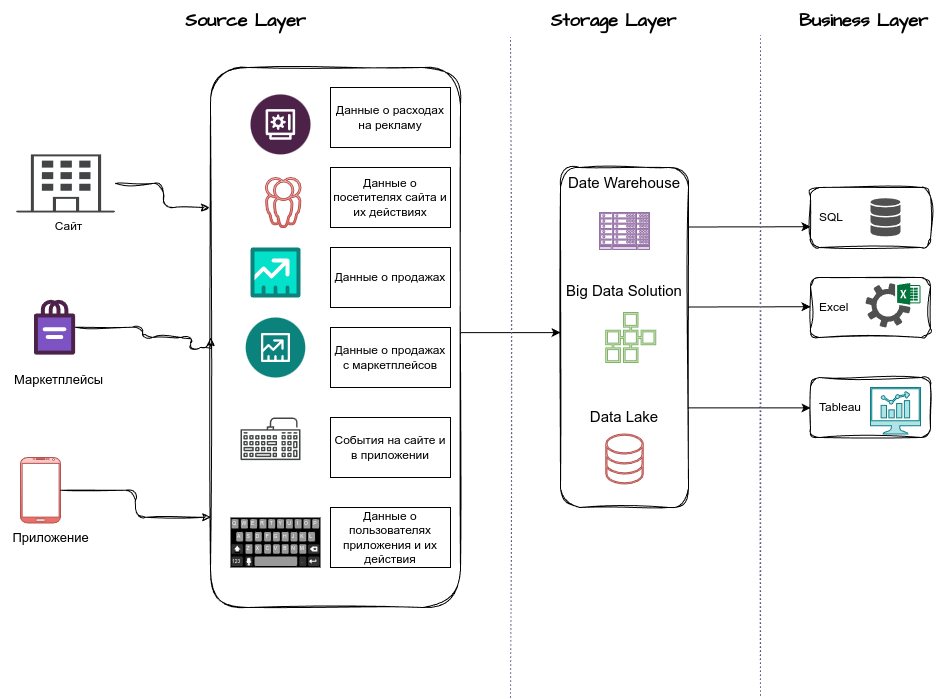 Source Layer
Storage Layer
Business Layer
Сайт
Маркетплейсы
Приложение
Данные о расходах
на рекламу
Данные о
посетителях сайта и
их действиях
Данные о продажах
Данные о продажах
с маркетплейсов
События на сайте и
в приложении
Данные о
пользователях
приложения и их
действия
Date Warehouse
Big Data Solution
Data Lake
SQL
Excel
X
Tableau